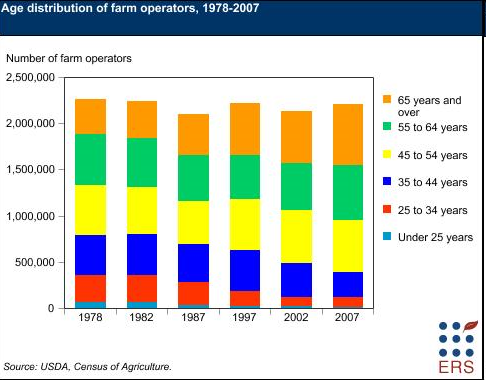 Age distribution of farm operators, 1978-2007
Number of farm operators
2,500,000
2,000,000
1,500,000
1,000,000
500,000
0
1978 1982 1987 1997 2002 2007
65 years and
over
55 to 64 years
45 to 54 years
35 to 44 years
25 to 34 years
Under 25 years
Source: USDA, Census of Agriculture.
ERS